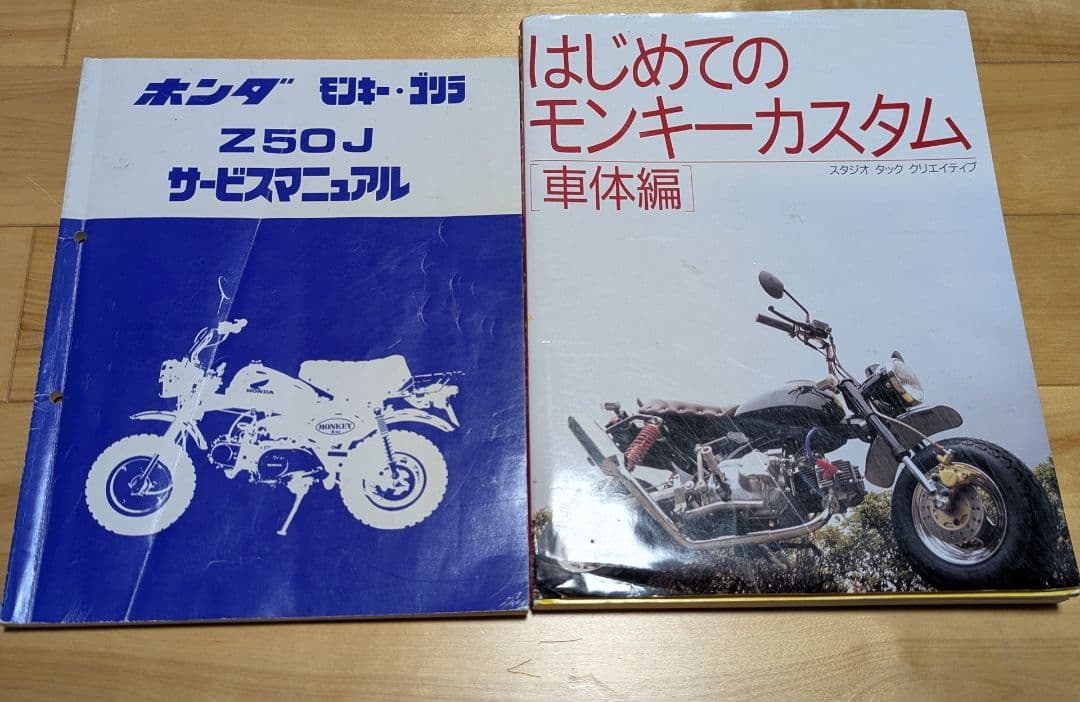 ホンダ モンキー・ゴリラ
Z50J
サービスマニュアル
HONDA
MONKEY
はじめての
モンキーカスタム
スタジオ タック クリエイティブ
[車体編]